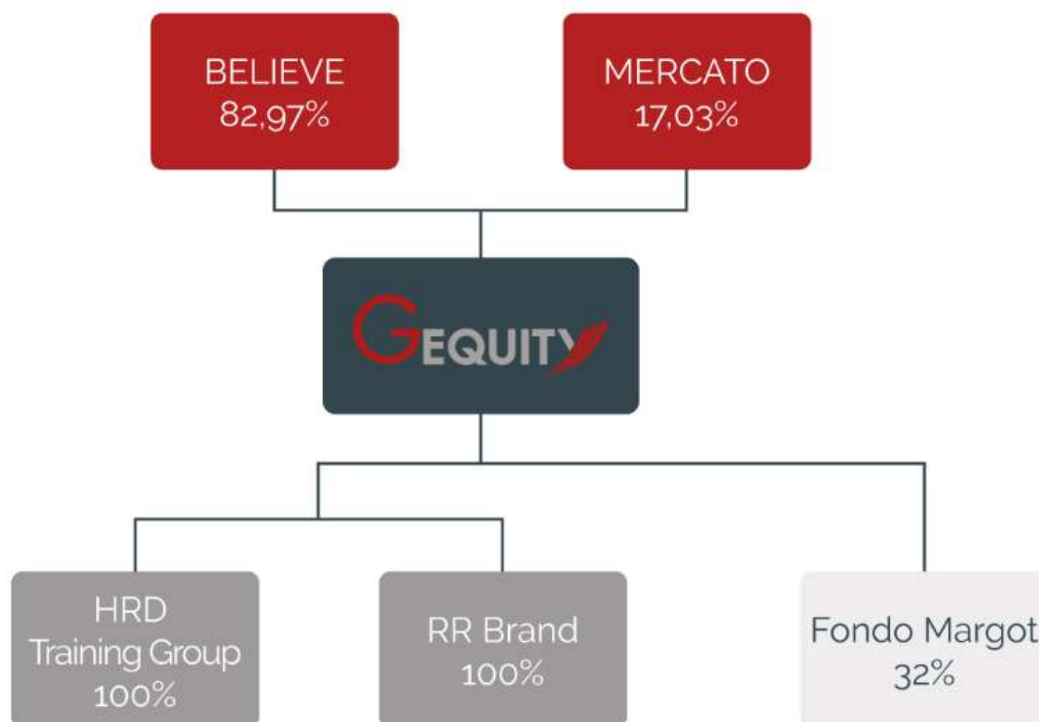 BELIEVE
82,97%
MERCATO
17,03%
GEQUITY
HRD
Training Group
100%
RR Brand
100%
Fondo Margot
32%